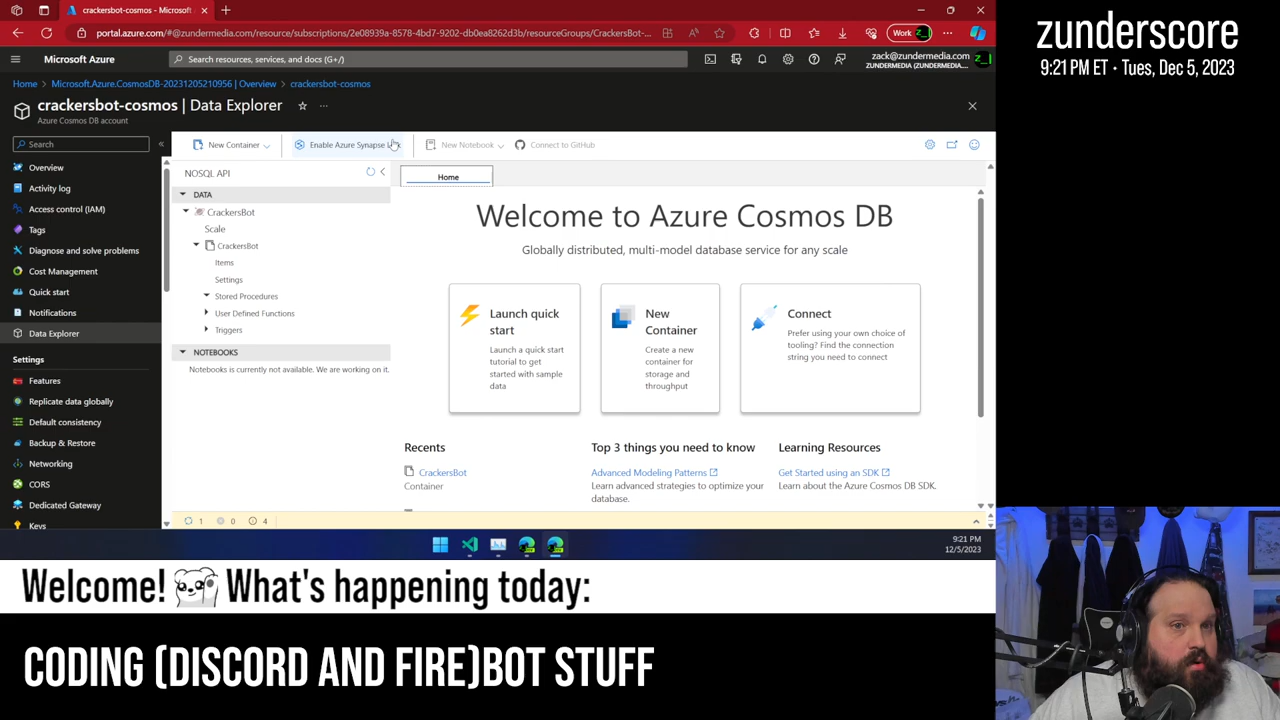 crackersbot-cosmos - Microsoft
portal.azure.com/#@zundermedia.com/resource/subscriptions/2e08939a-8578-4bd7-9202-db0ea8262d3b/resourceGroups/CrackersBot-...
Work
Microsoft Azure
Search resources, services, and docs (G+/)
zack@zundermedia.com
ZUNDERMEDIA (ZUNDERMEDIA....
Home
Microsoft.Azure.CosmosDB-20231205210956 | Overview
crackersbot-cosmos
crackersbot-cosmos | Data Explorer
Azure Cosmos DB account
Search
Overview
Activity log
Access control (IAM)
Tags
Diagnose and solve problems
Cost Management
Quick start
Notifications
Data Explorer
Settings
Features
Replicate data globally
Default consistency
Backup & Restore
Networking
CORS
Dedicated Gateway
Keys
New Container
Enable Azure Synapse Link
New Notebook
Connect to GitHub
NOSQL API
DATA
CrackersBot
Scale
CrackersBot
Items
Settings
Stored Procedures
User Defined Functions
Triggers
NOTEBOOKS
Notebooks is currently not available. We are working on it.
Home
Welcome to Azure Cosmos DB
Globally distributed, multi-model database service for any scale
Launch quick
start
Launch a quick start
tutorial to get
started with sample
data
New
Container
Create a new
container for
storage and
throughput
Connect
Prefer using your own choice of
tooling? Find the connection
string you need to connect
Recents
CrackersBot
Container
Top 3 things you need to know
Advanced Modeling Patterns
Learn advanced strategies to optimize your
database.
Learning Resources
Get Started using an SDK
Learn about the Azure Cosmos DB SDK.
1 0 4
9:21 PM
12/5/2023
zunderscore
9:21 PM ET • Tues, Dec 5, 2023
Welcome! What's happening today:
CODING (DISCORD AND FIRE)BOT STUFF